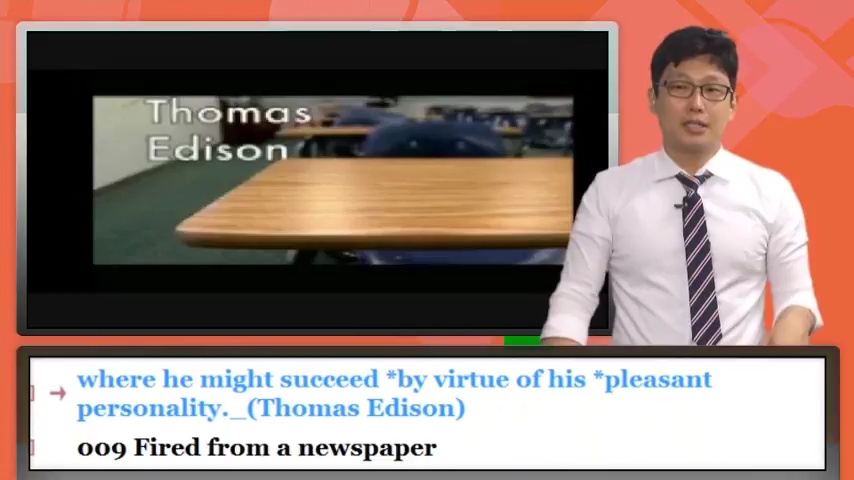 Thomas
Edison
where he might succeed *by virtue of his *pleasant
personality._(Thomas Edison)
009 Fired from a newspaper